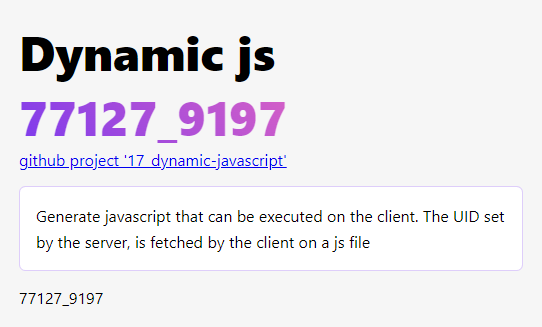 Dynamic js
77127_9197
github project '17_dynamic-javascript'
Generate javascript that can be executed on the client. The UID set
by the server, is fetched by the client on a js file
77127_9197